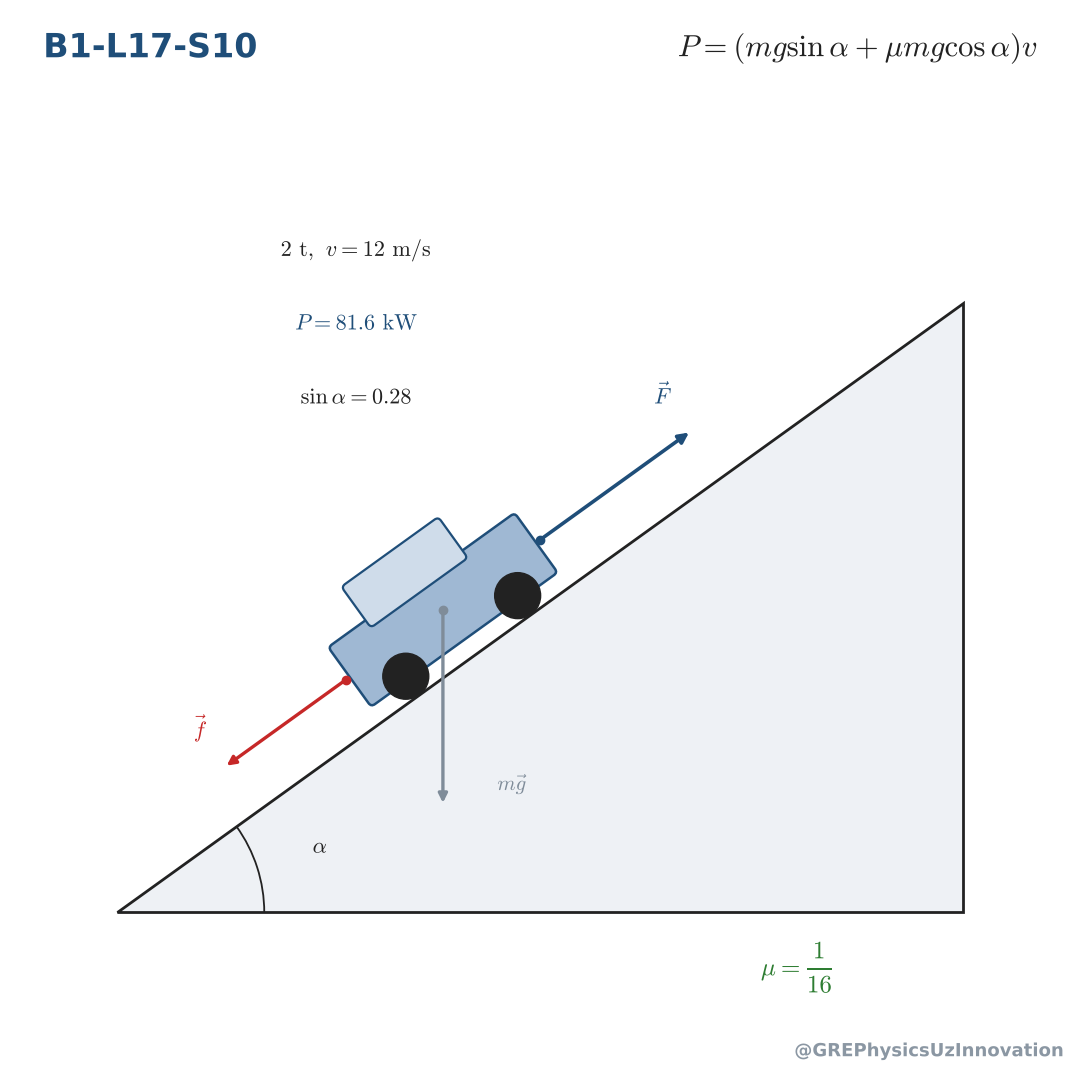 B1-L17-S10
P = (mg sin α + μmg cos α)v
2 t, v = 12 m/s
P = 81.6 kW
sin α = 0.28
F⃗
f⃗
mg⃗
α
μ = 1/16
@GREPhysicsUzInnovation